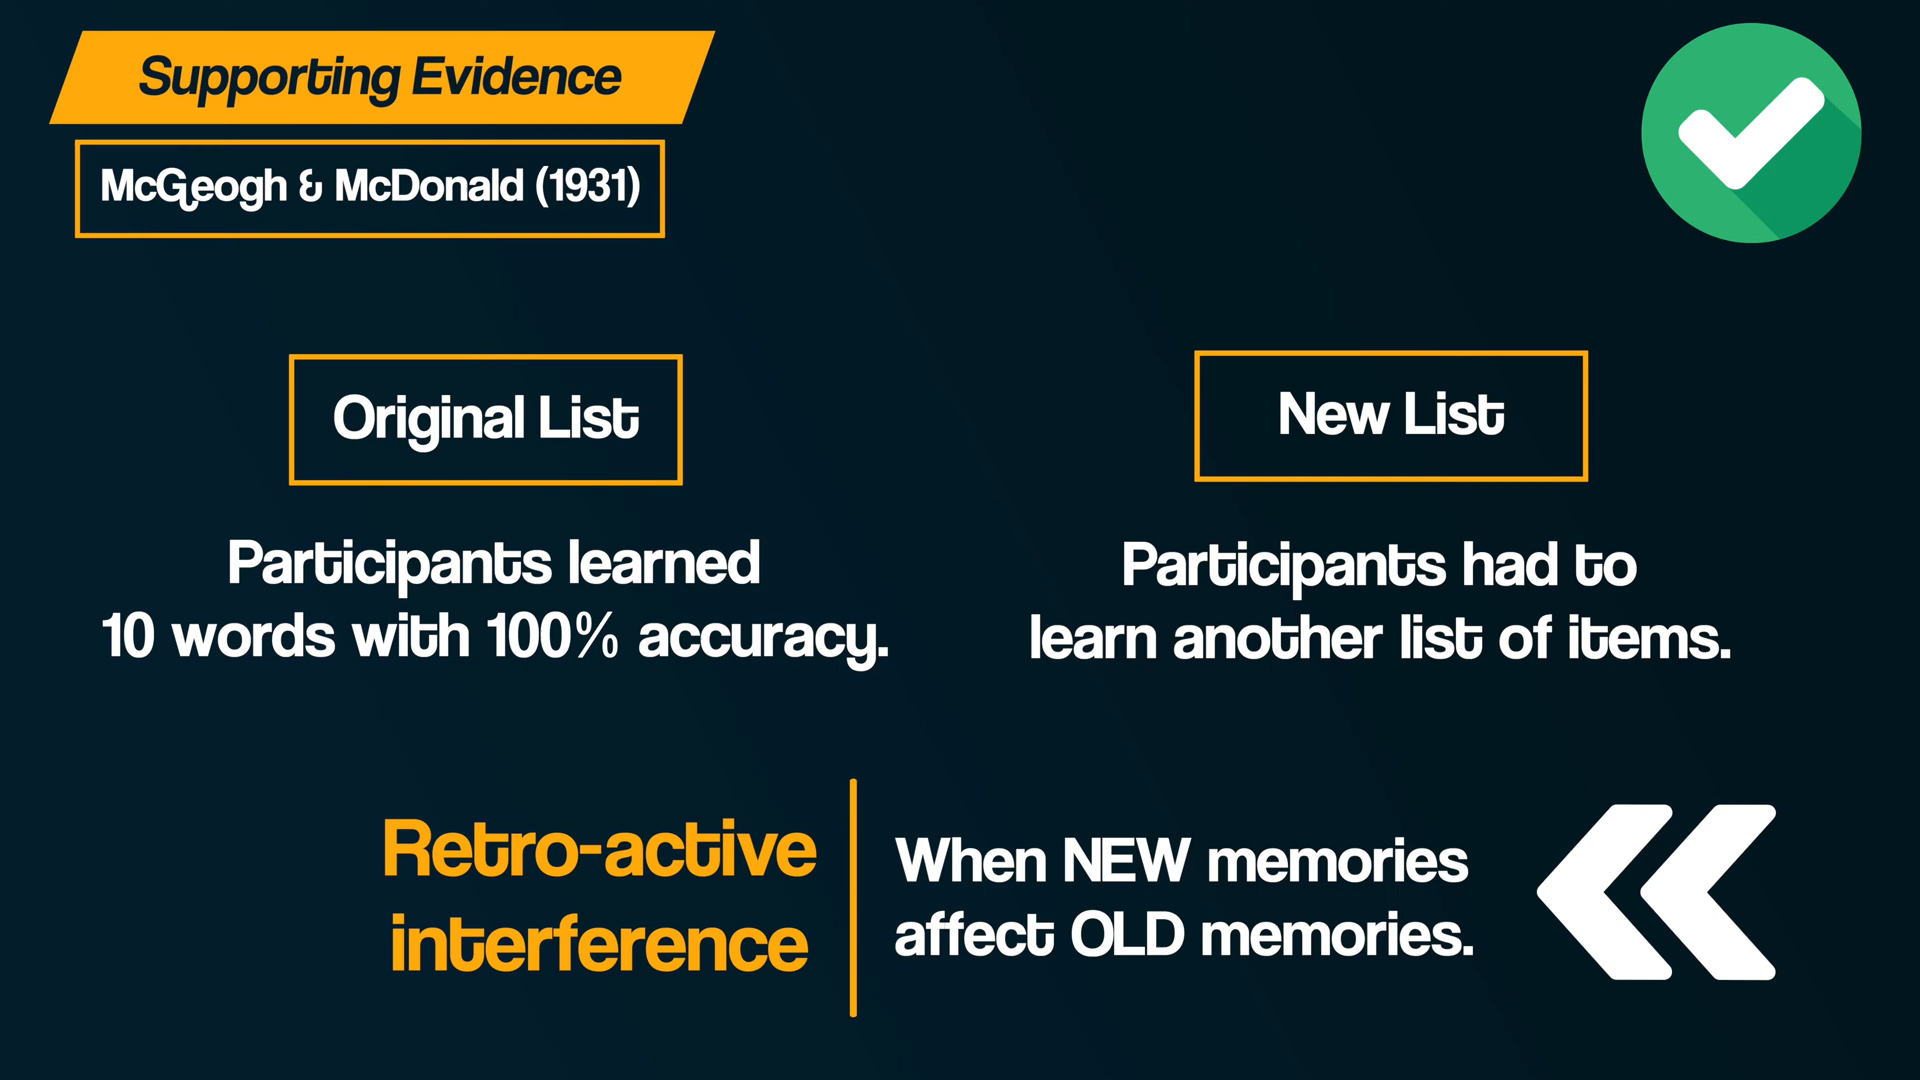 Supporting Evidence
McGeogh & McDonald (1931)
Original List
Participants learned
10 words with 100% accuracy.
New List
Participants had to
learn another list of items.
Retro-active
interference
When NEW memories
affect OLD memories.